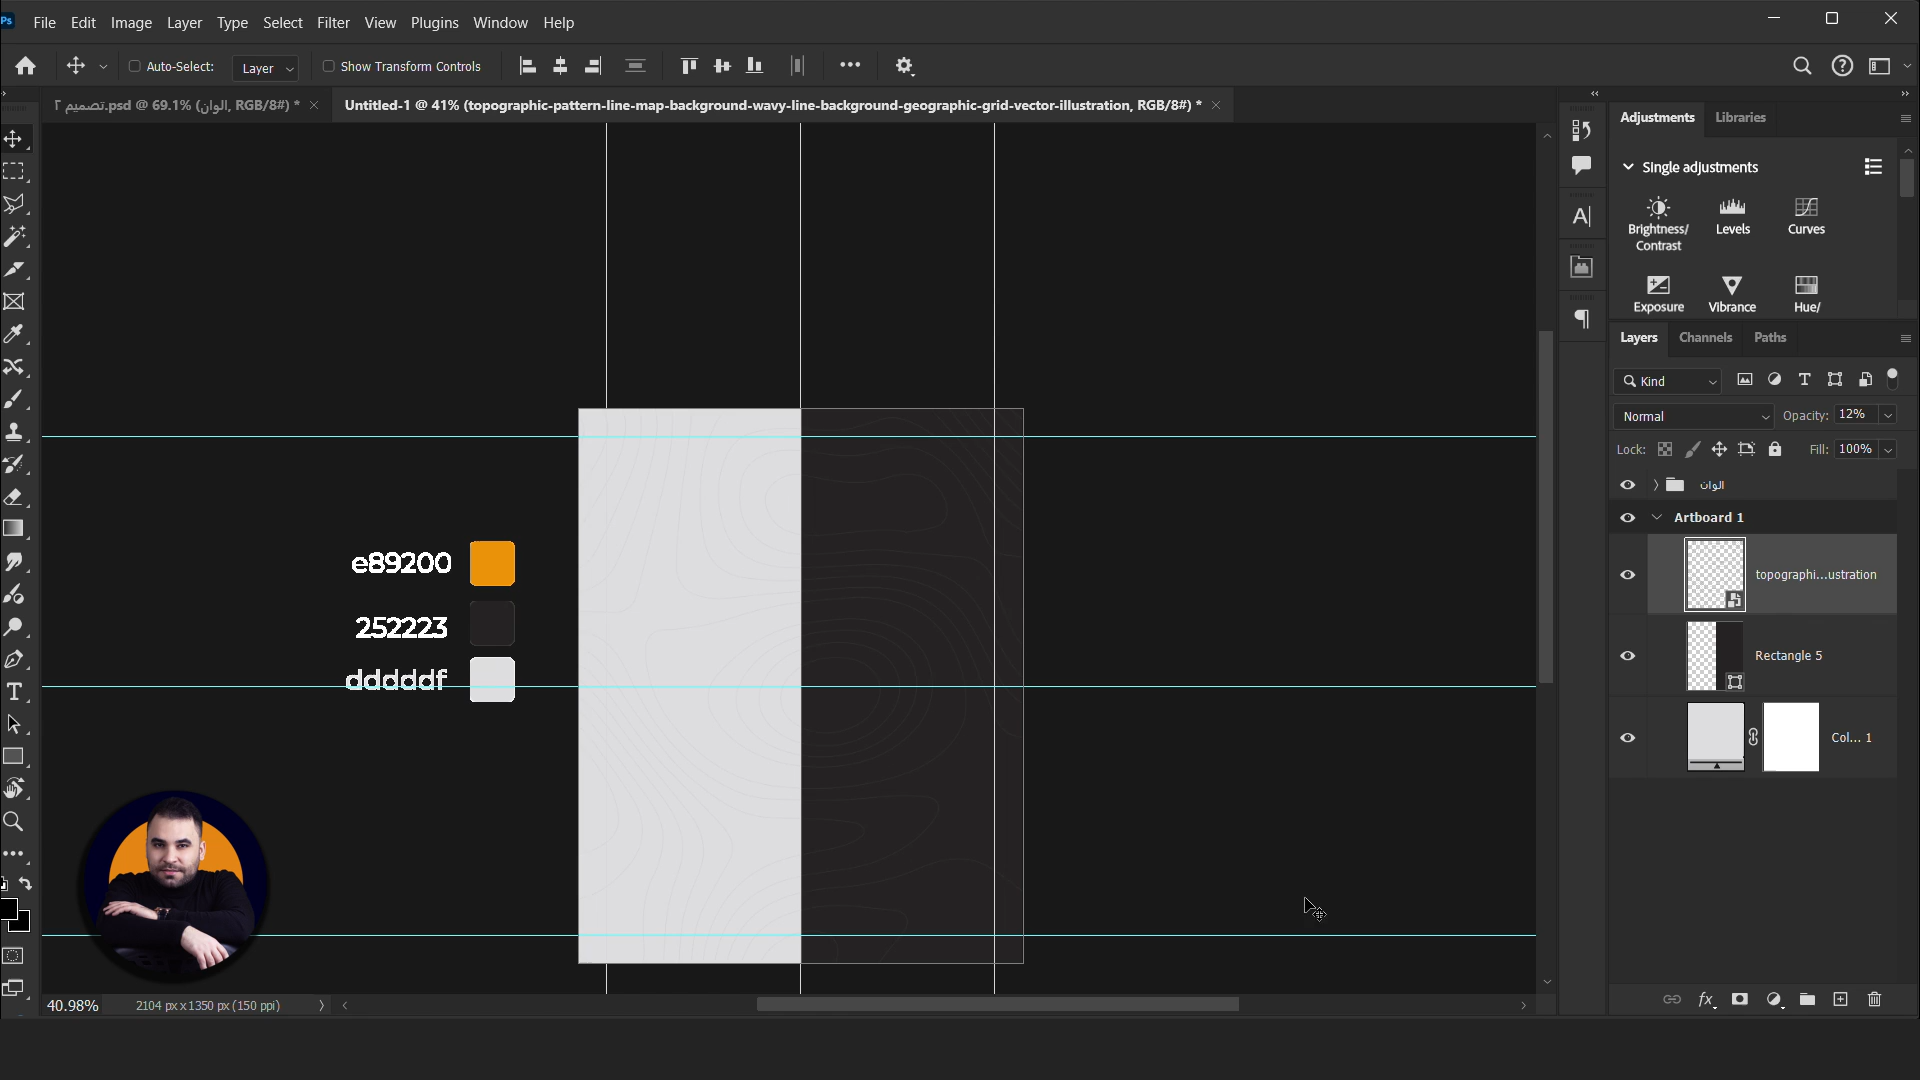 Ps File Edit Image Layer Type Select Filter View Plugins Window Help
Auto-Select: Layer Show Transform Controls
تصميم ٢.psd @ 69.1% (الوان, RGB/8#) *
Untitled-1 @ 41% (topographic-pattern-line-map-background-wavy-line-background-geographic-grid-vector-illustration, RGB/8#) *
Adjustments Libraries
Single adjustments
Brightness/
Contrast
Levels
Curves
Exposure
Vibrance
Hue/
Layers Channels Paths
Kind
Normal Opacity: 12%
Lock: Fill: 100%
الوان
Artboard 1
topographi...ustration
Rectangle 5
Col... 1
e89200
252223
dddddf
40.98% 2104 px x 1350 px (150 ppi)